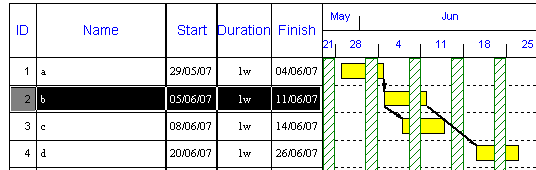 May Jun
ID Name Start Duration Finish
21 28 4 11 18 25
1 a 29/05/07 1w 04/06/07
2 b 05/06/07 1w 11/06/07
3 c 08/06/07 1w 14/06/07
4 d 20/06/07 1w 26/06/07